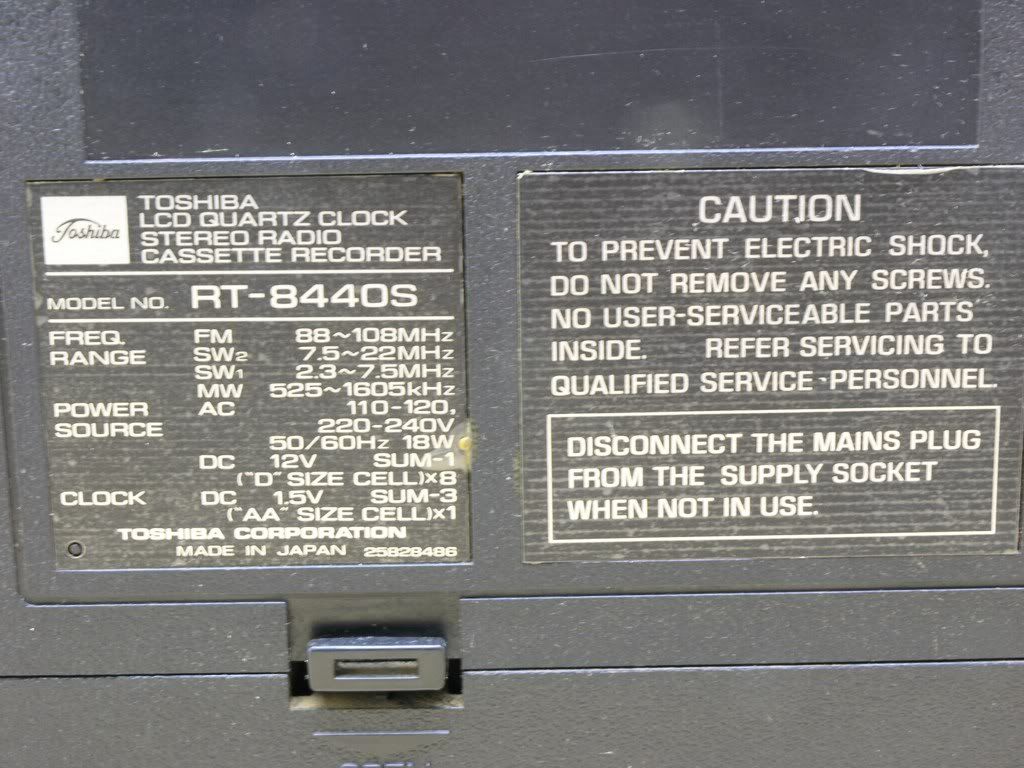 Toshiba
TOSHIBA
LCD QUARTZ CLOCK
STEREO RADIO
CASSETTE RECORDER
MODEL NO. RT-8440S
FREQ. FM 88~108MHz
RANGE SW2 7.5~22MHz
SW1 2.3~7.5MHz
MW 525~1605kHz
POWER AC 110-120,
SOURCE 220-240V
50/60Hz 18W
DC 12V SUM-1
("D" SIZE CELL)×8
CLOCK DC 1.5V SUM-3
("AA" SIZE CELL)×1
TOSHIBA CORPORATION
MADE IN JAPAN 25828486
CAUTION
TO PREVENT ELECTRIC SHOCK,
DO NOT REMOVE ANY SCREWS.
NO USER-SERVICEABLE PARTS
INSIDE. REFER SERVICING TO
QUALIFIED SERVICE PERSONNEL.
DISCONNECT THE MAINS PLUG
FROM THE SUPPLY SOCKET
WHEN NOT IN USE.